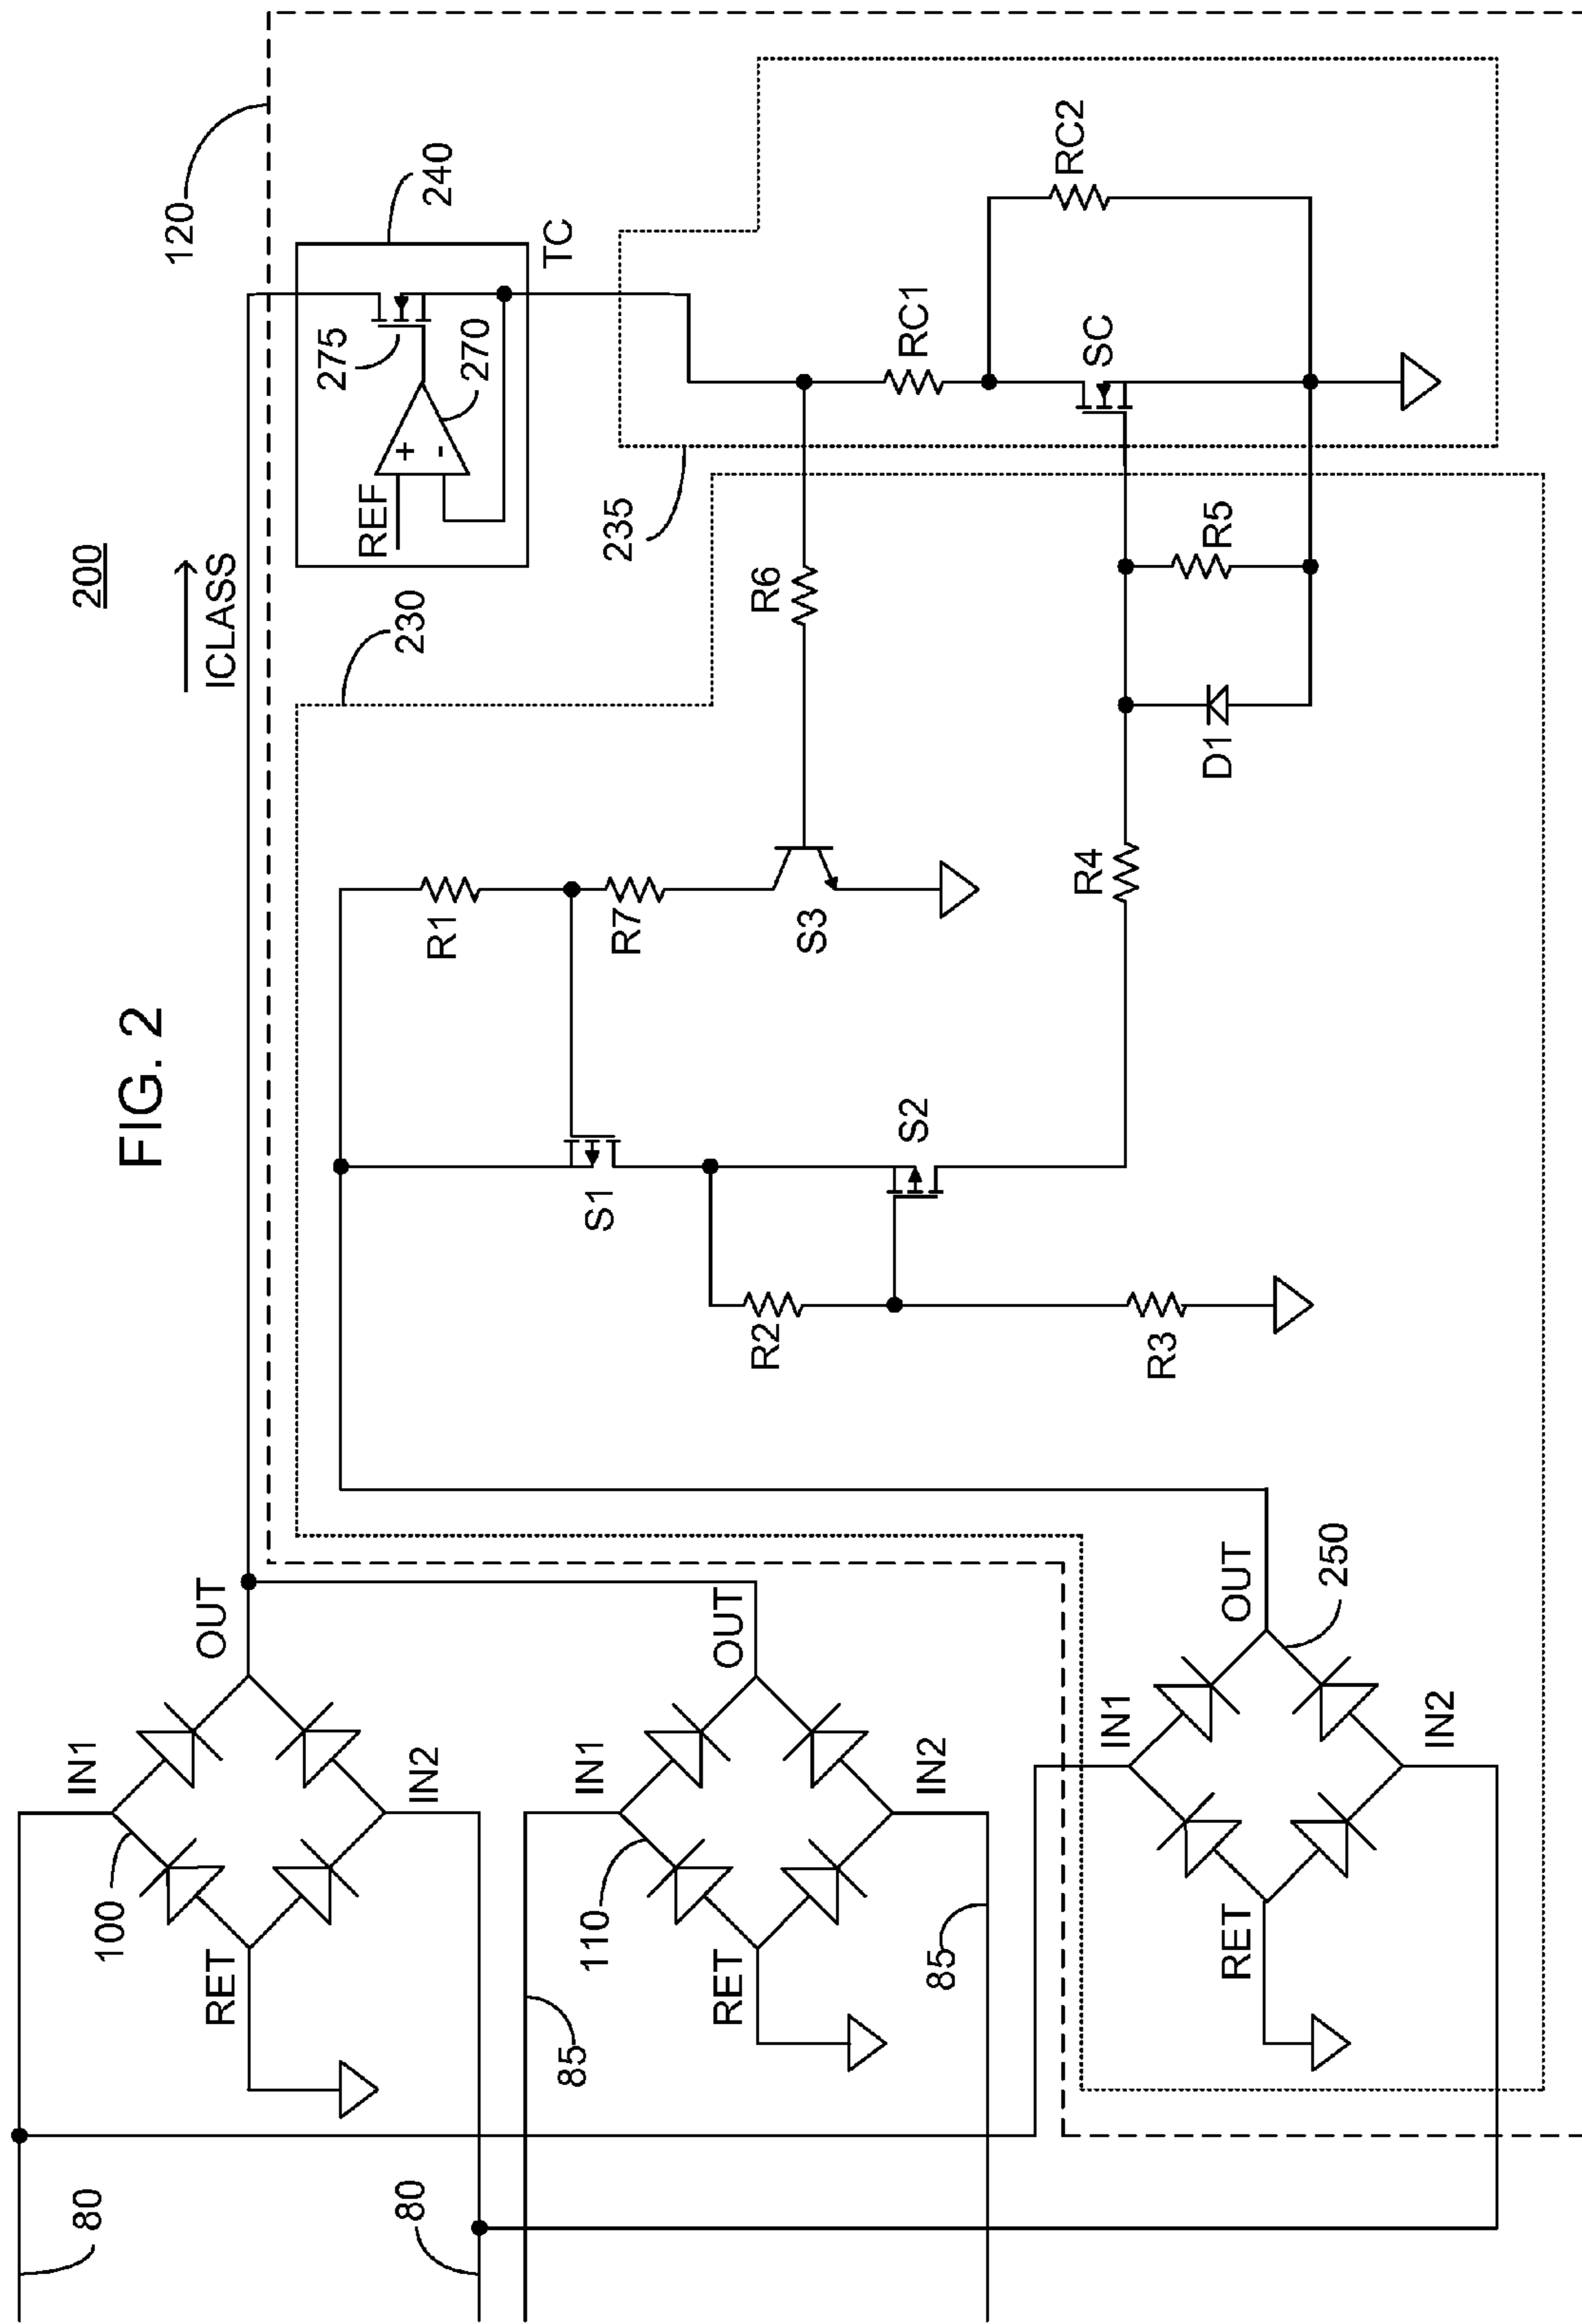 FIG. 2
200
ICLASS
120
240
275
270
+
-
REF
TC
235
230
RC1
RC2
SC
R6
R5
D1
R4
R1
R7
S3
S1
S2
R2
R3
80
80
100
IN1
IN2
OUT
RET
85
85
110
IN1
IN2
OUT
RET
IN1
IN2
OUT
RET
250